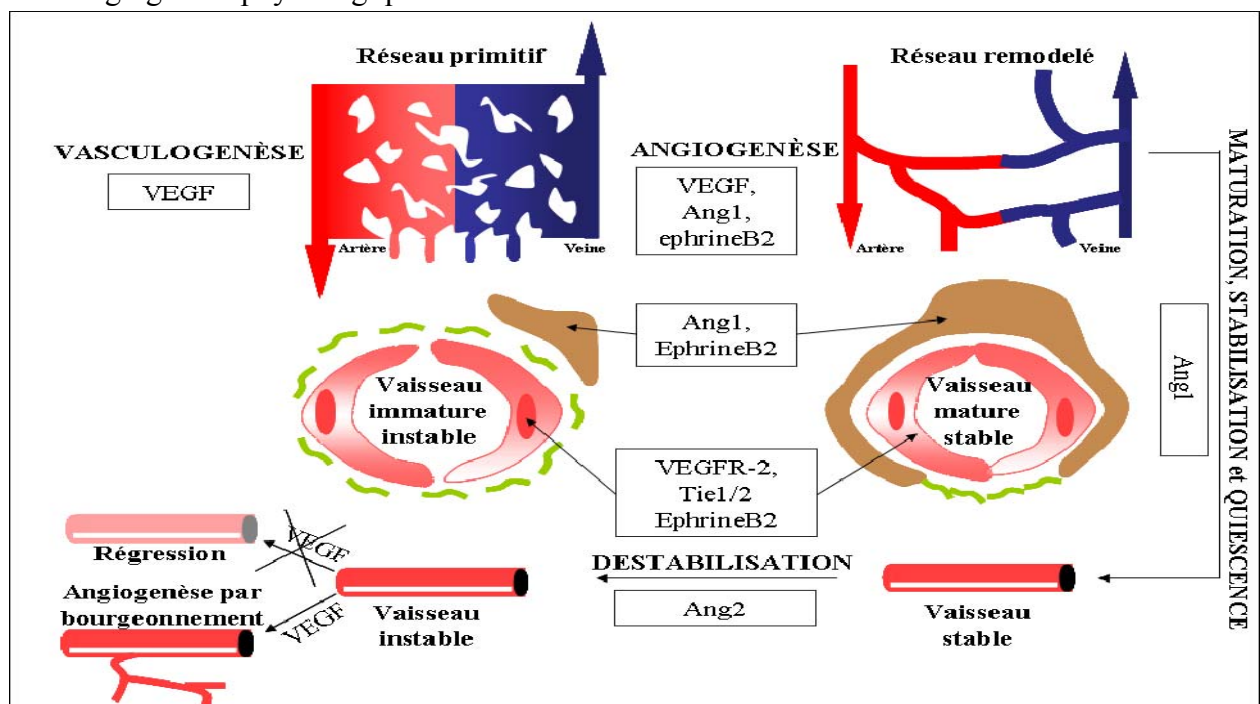 Réseau primitif
Réseau remodelé
VASCULOGENÈSE
VEGF
ANGIOGENÈSE
VEGF,
Ang1,
ephrineB2
Artère
Veine
Artère
Veine
Ang1,
EphrineB2
Vaisseau
immature
instable
Vaisseau
mature
stable
VEGFR-2,
Tie1/2
EphrineB2
Ang1
MATURATION, STABILISATION et QUIESCENCE
Régression
VEGF
Angiogenèse par
bourgeonnement
VEGF
Vaisseau
instable
DESTABILISATION
Ang2
Vaisseau
stable